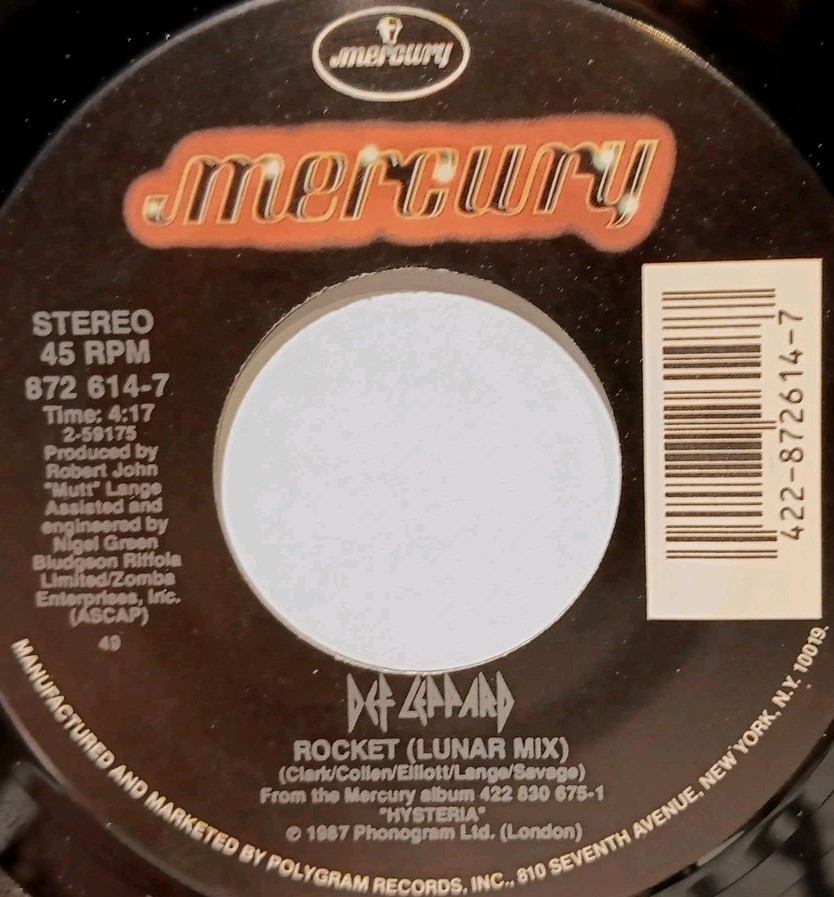 mercury
mercury
STEREO
45 RPM
872 614-7
Time: 4:17
2-59175
Produced by
Robert John
"Mutt" Lange
Assisted and
engineered by
Nigel Green
Bludgeon Riffola
Limited/Zomba
Enterprises, Inc.
(ASCAP)
49
422-872614-7
DEF LEPPARD
ROCKET (LUNAR MIX)
(Clark/Collen/Elliott/Lange/Savage)
From the Mercury album 422 830 675-1
"HYSTERIA"
℗ 1987 Phonogram Ltd. (London)
MANUFACTURED AND MARKETED BY POLYGRAM RECORDS, INC., 810 SEVENTH AVENUE, NEW YORK, N.Y. 10019